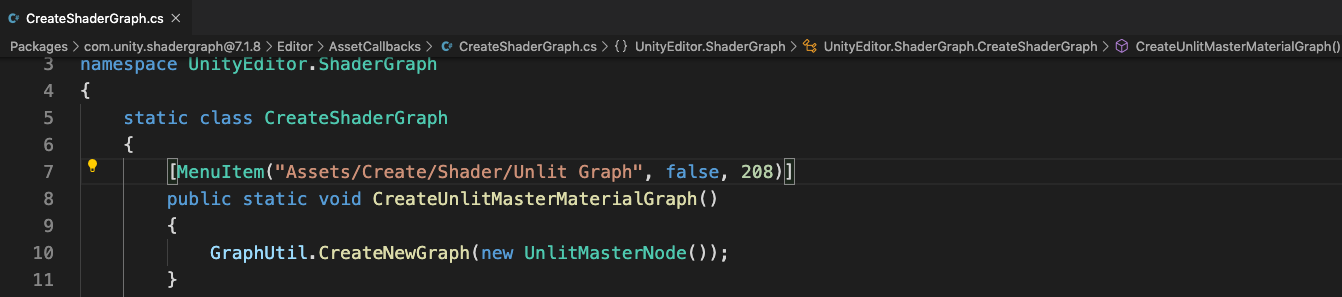 C# CreateShaderGraph.cs ×
Packages > com.unity.shadergraph@7.1.8 > Editor > AssetCallbacks > C# CreateShaderGraph.cs > {} UnityEditor.ShaderGraph > UnityEditor.ShaderGraph.CreateShaderGraph > CreateUnlitMasterMaterialGraph()
3 namespace UnityEditor.ShaderGraph
4 {
5 static class CreateShaderGraph
6 {
7 [MenuItem("Assets/Create/Shader/Unlit Graph", false, 208)]
8 public static void CreateUnlitMasterMaterialGraph()
9 {
10 GraphUtil.CreateNewGraph(new UnlitMasterNode());
11 }